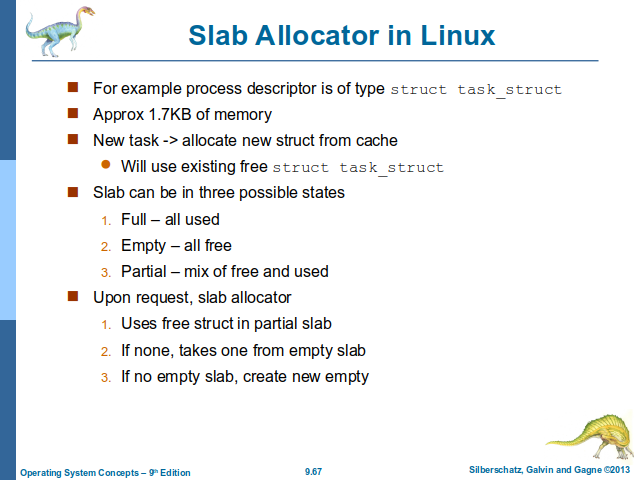 Slab Allocator in Linux
For example process descriptor is of type struct task_struct
Approx 1.7KB of memory
New task -> allocate new struct from cache
Will use existing free struct task_struct
Slab can be in three possible states
1. Full – all used
2. Empty – all free
3. Partial – mix of free and used
Upon request, slab allocator
1. Uses free struct in partial slab
2. If none, takes one from empty slab
3. If no empty slab, create new empty
Operating System Concepts – 9th Edition
9.67
Silberschatz, Galvin and Gagne ©2013